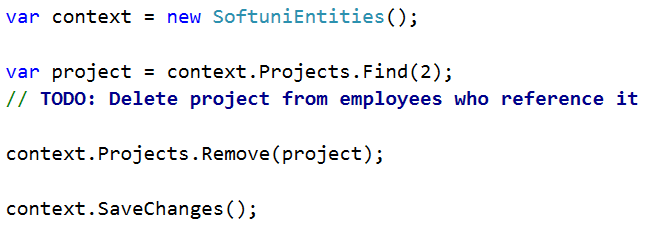 var context = new SoftuniEntities();
var project = context.Projects.Find(2);
// TODO: Delete project from employees who reference it
context.Projects.Remove(project);
context.SaveChanges();